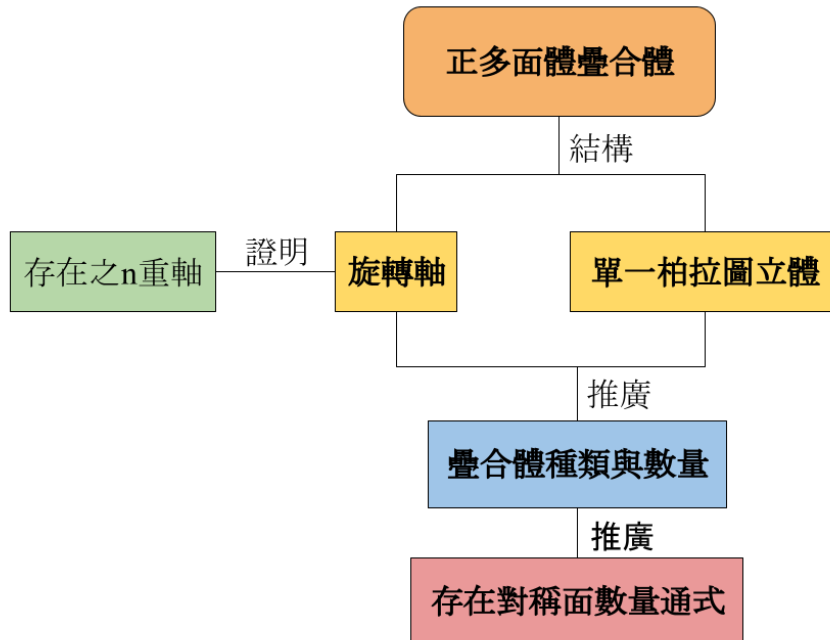 正多面體疊合體
結構
存在之n重軸
證明
旋轉軸
單一柏拉圖立體
推廣
疊合體種類與數量
推廣
存在對稱面數量通式